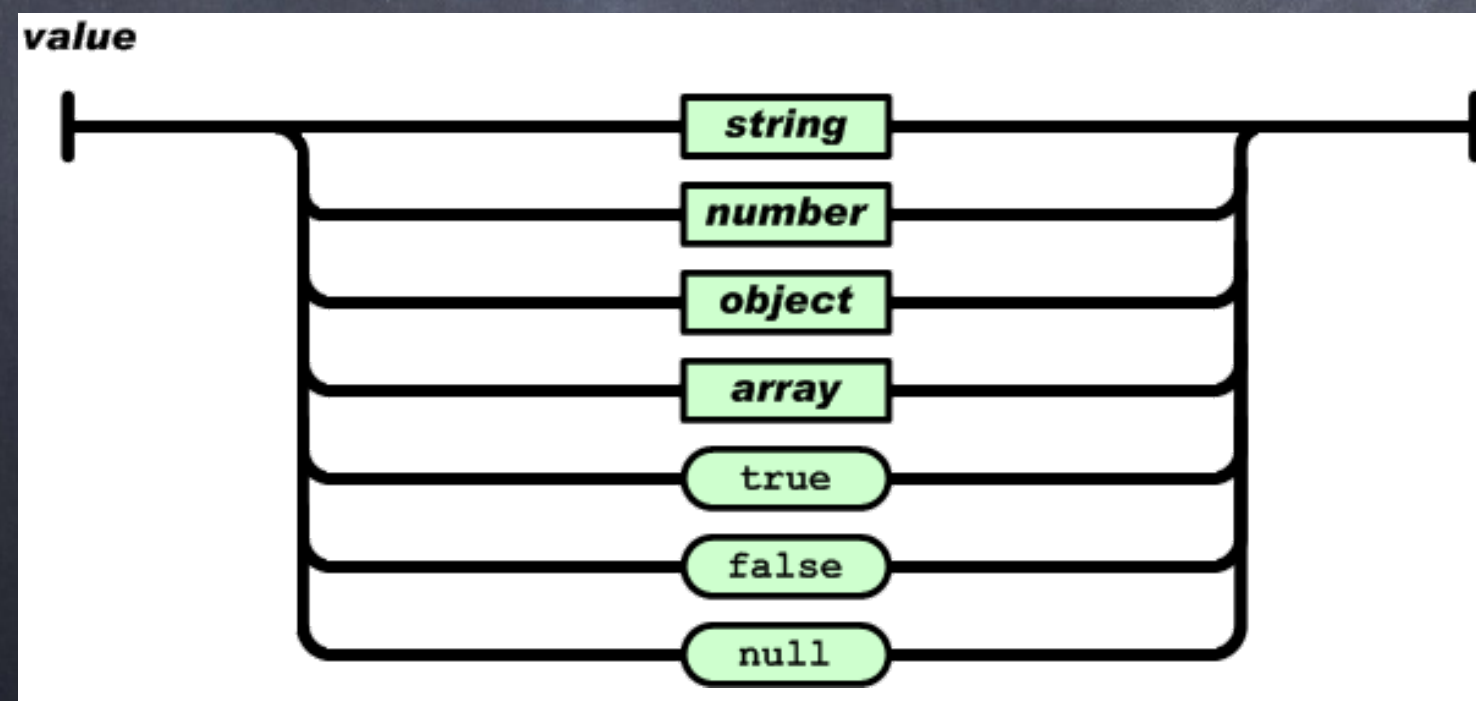 value
string
number
object
array
true
false
null